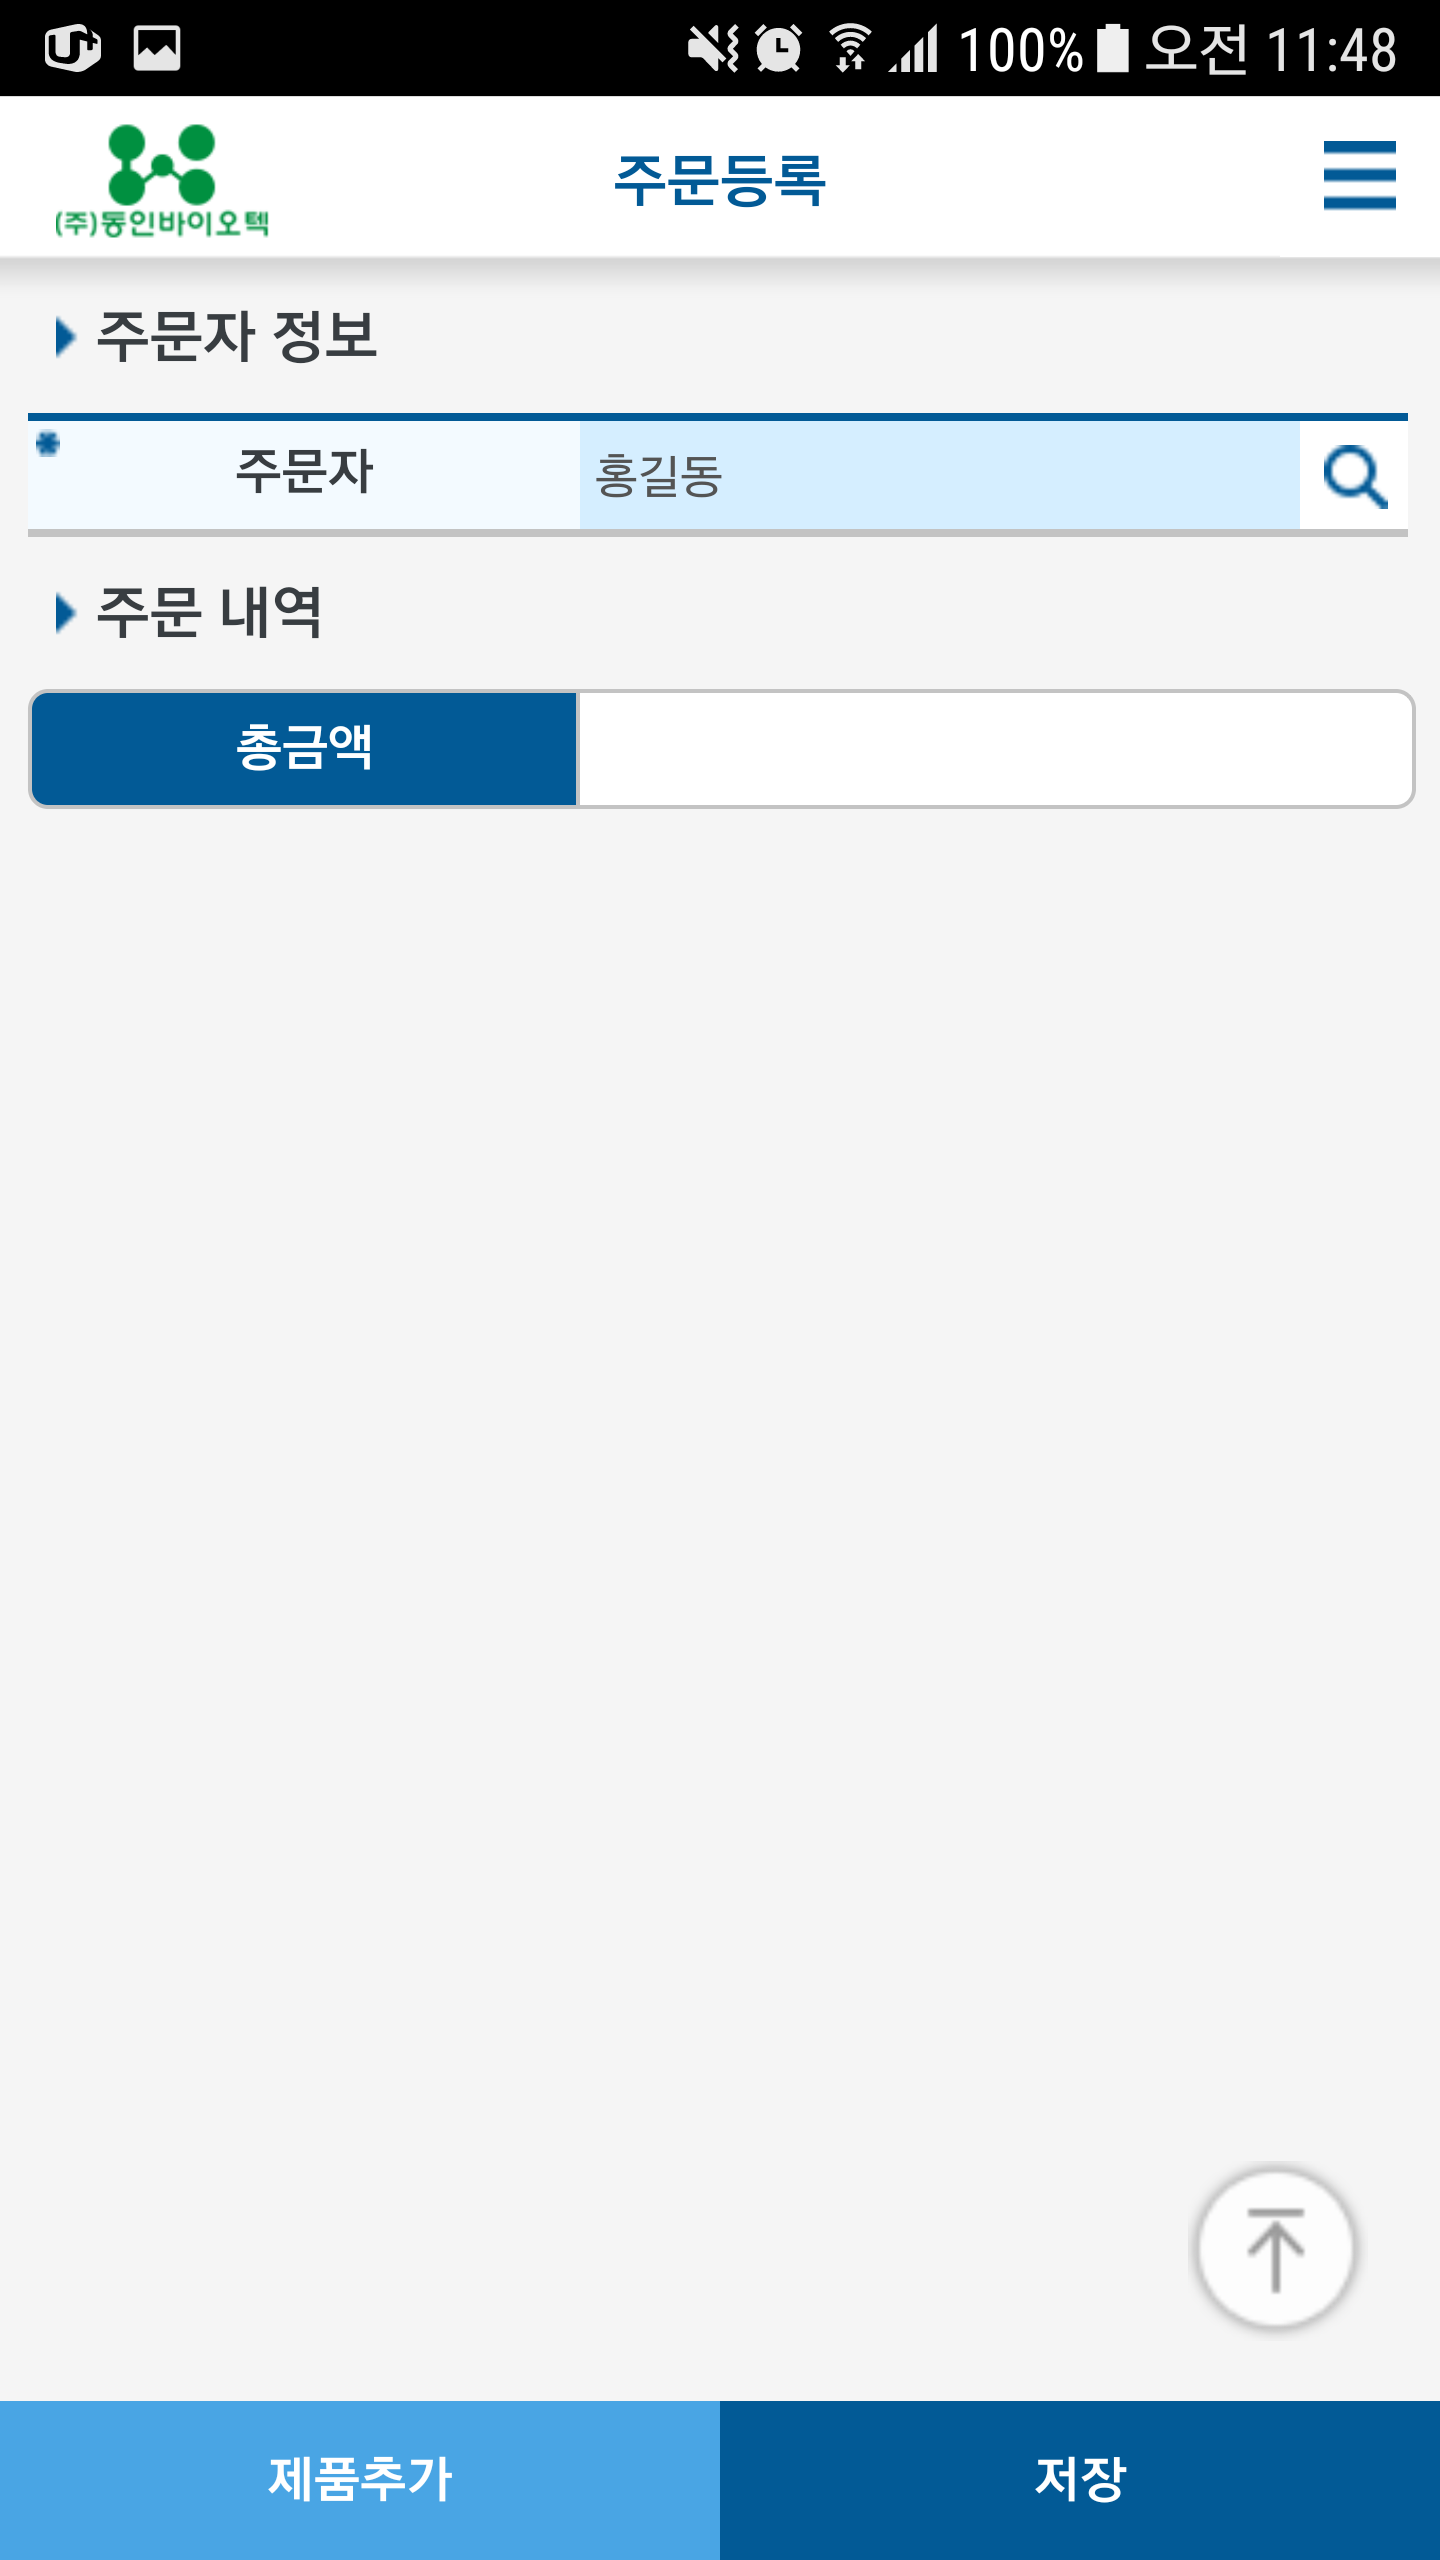 U+ 100% 오전 11:48
(주)동인바이오텍
주문등록
주문자 정보
* 주문자 홍길동
주문 내역
총금액
제품추가 저장